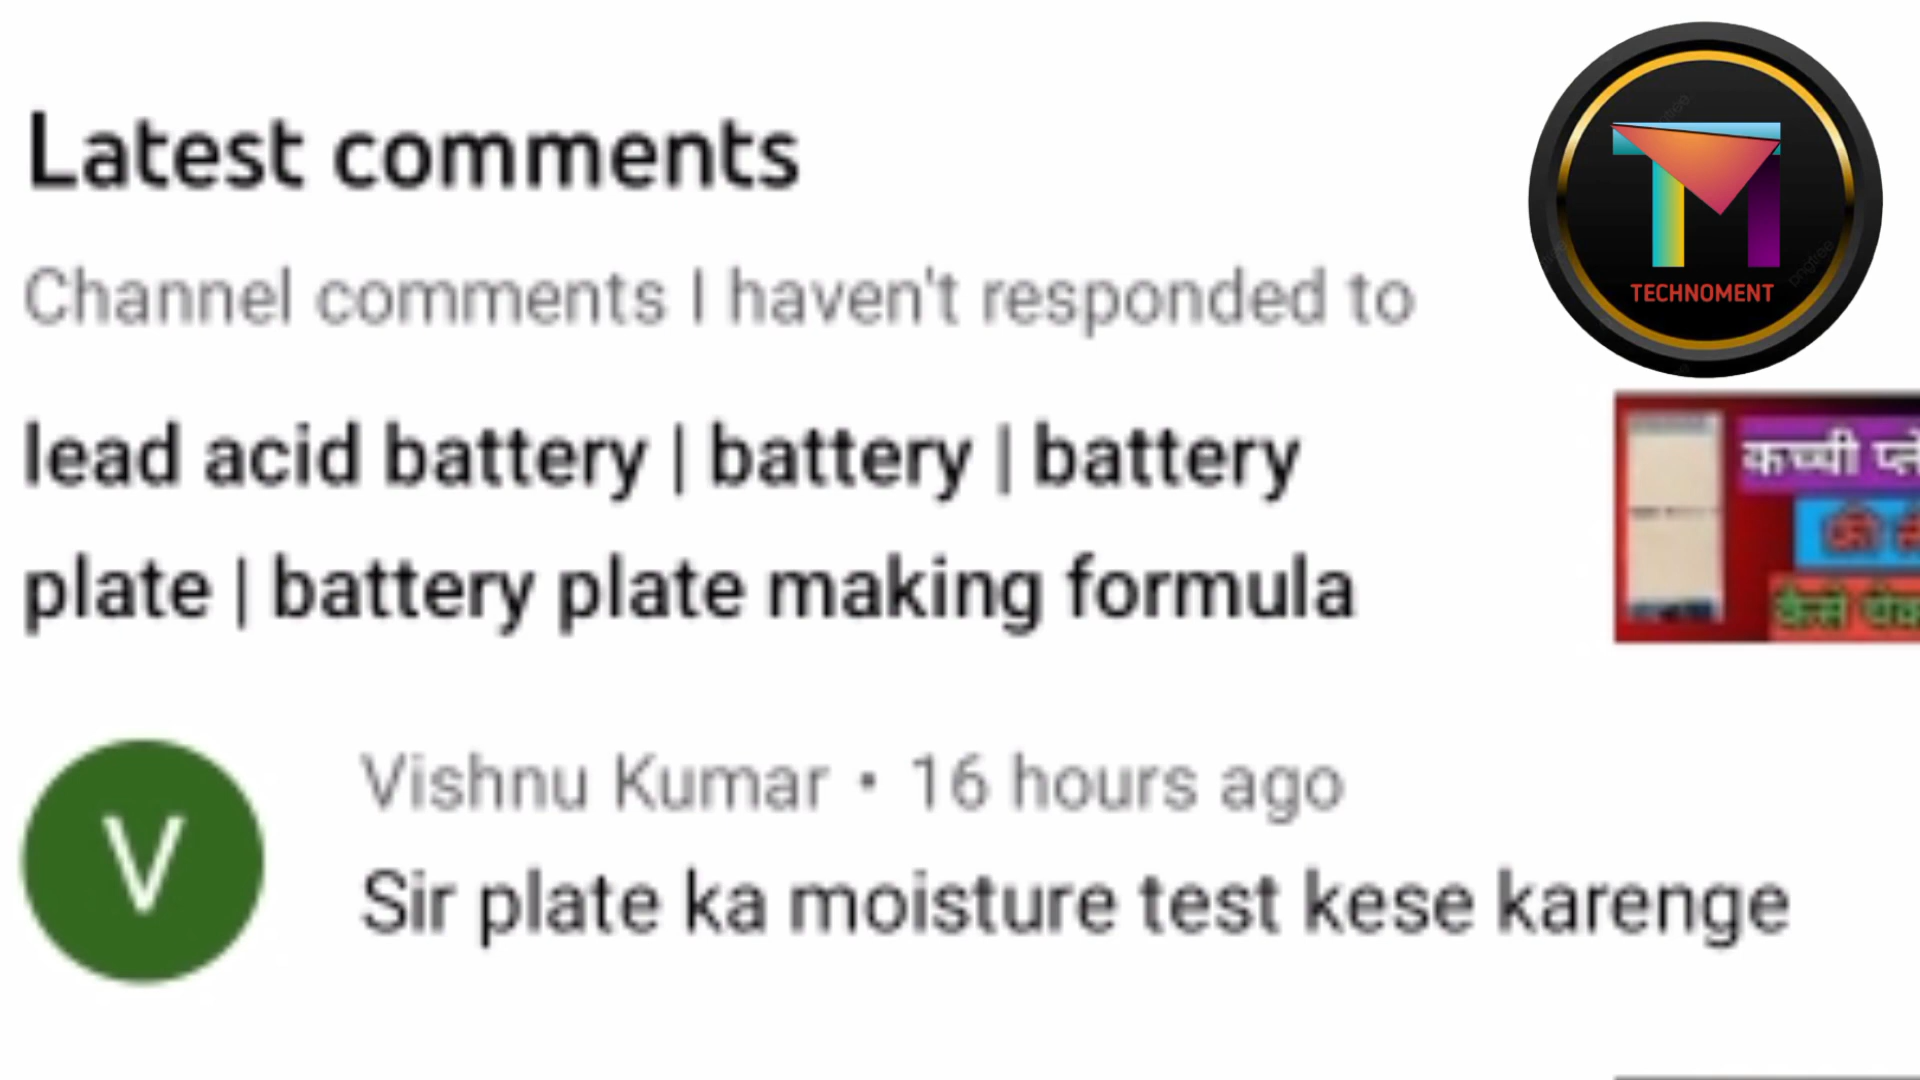 TECHNOMENT
Latest comments
Channel comments I haven't responded to
lead acid battery | battery | battery
plate | battery plate making formula
कच्ची
की
कैसे
Vishnu Kumar • 16 hours ago
V
Sir plate ka moisture test kese karenge